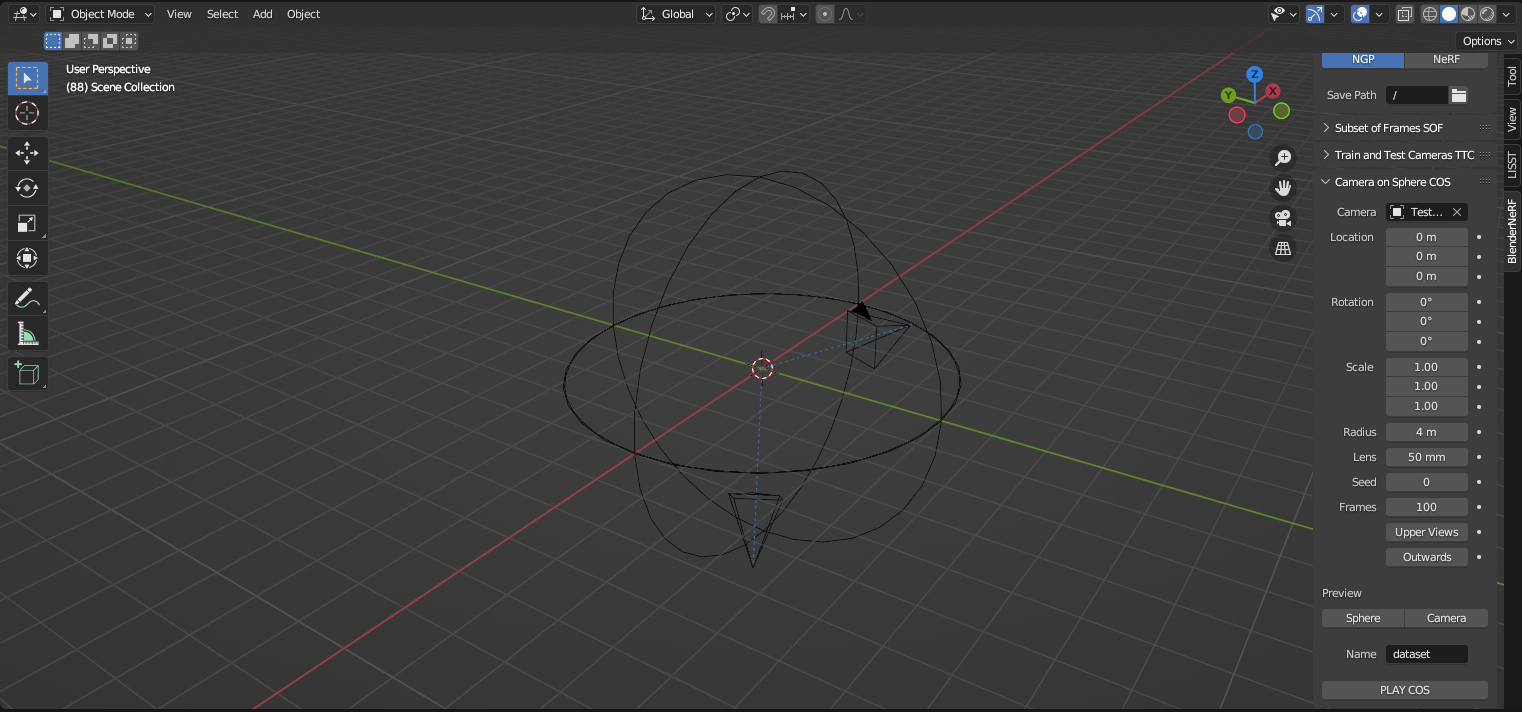 Object Mode View Select Add Object Global
Options
User Perspective
(88) Scene Collection
Z
Y
X
NGP NeRF
Save Path /
Subset of Frames SOF
Train and Test Cameras TTC
Camera on Sphere COS
Camera Test...
Location 0 m
0 m
0 m
Rotation 0°
0°
0°
Scale 1.00
1.00
1.00
Radius 4 m
Lens 50 mm
Seed 0
Frames 100
Upper Views
Outwards
Preview
Sphere Camera
Name dataset
PLAY COS
Tool
View
LISST
BlenderNeRF